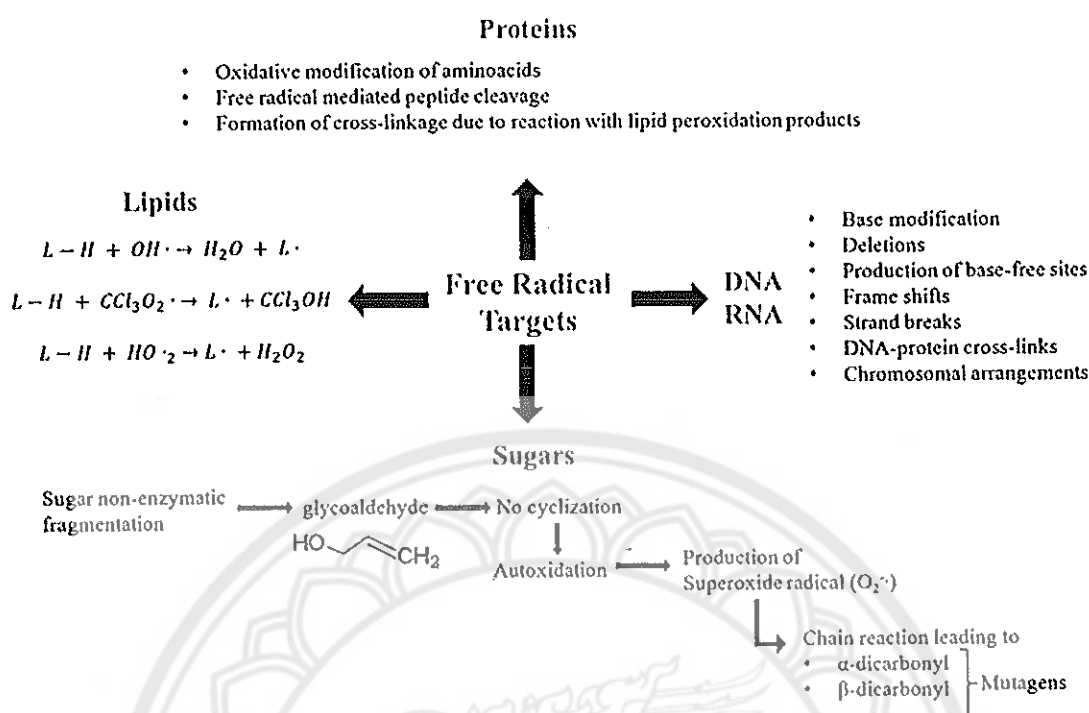 Proteins
• Oxidative modification of aminoacids
• Free radical mediated peptide cleavage
• Formation of cross-linkage due to reaction with lipid peroxidation products
Lipids
L – H + OH· → H₂O + L·
L – H + CCl₃O₂· → L· + CCl₃OH
L – H + HO·₂ → L· + H₂O₂
Free Radical
Targets
DNA
RNA
• Base modification
• Deletions
• Production of base-free sites
• Frame shifts
• Strand breaks
• DNA-protein cross-links
• Chromosomal arrangements
Sugars
Sugar non-enzymatic
fragmentation
glycoaldehyde
HO
CH₂
No cyclization
Autoxidation
Production of
Superoxide radical (O₂⁻·)
Chain reaction leading to
• α-dicarbonyl
• β-dicarbonyl
Mutagens